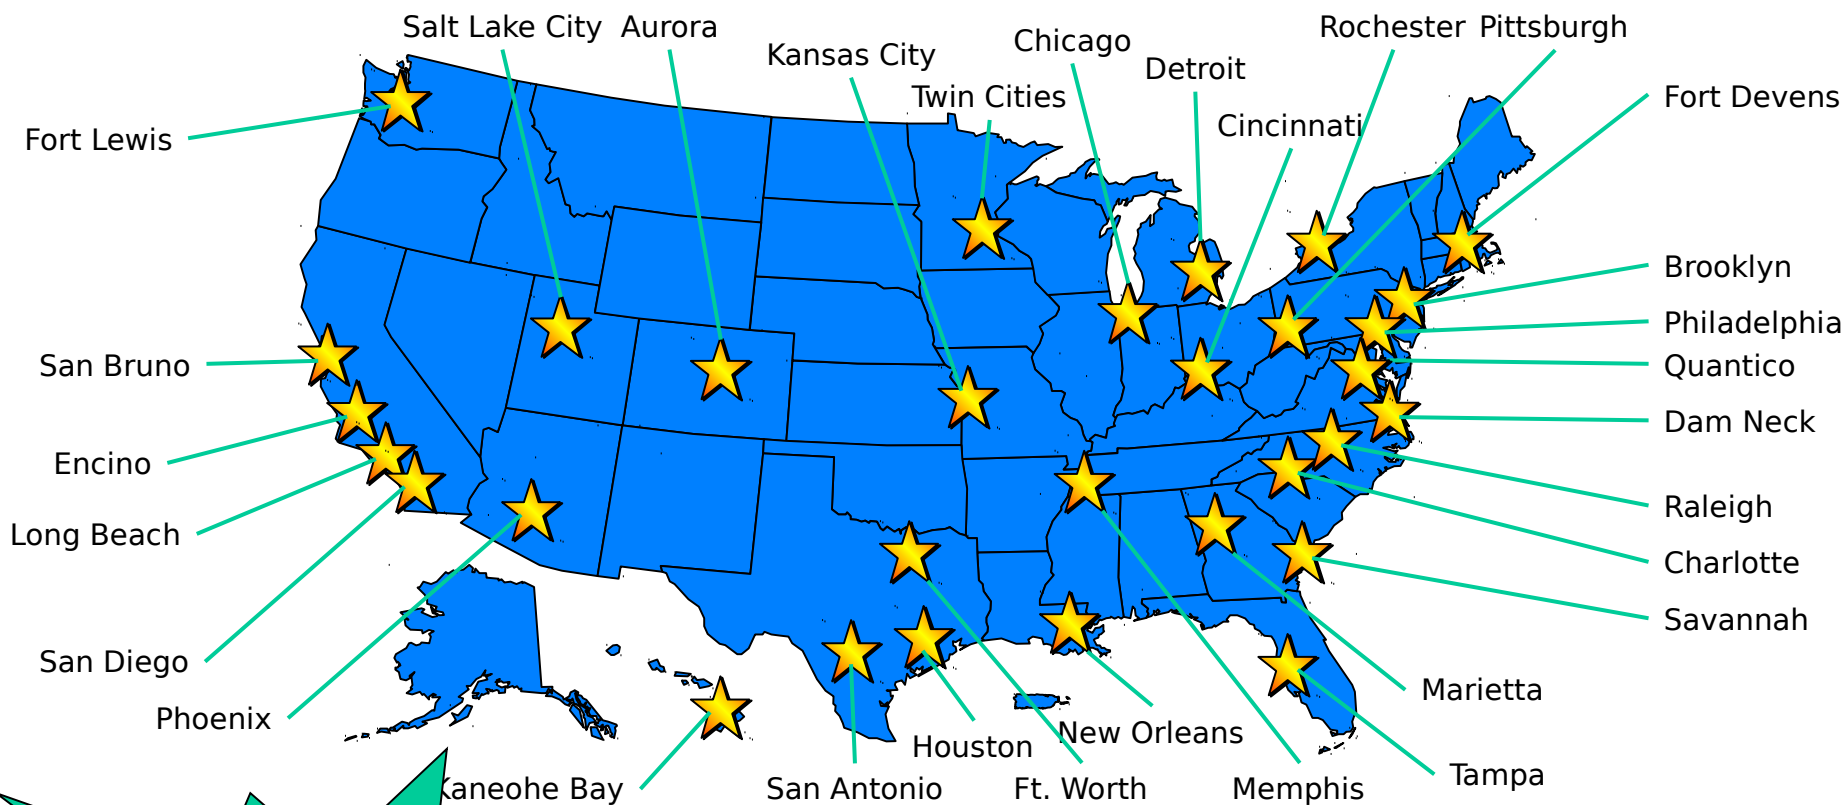 Salt Lake City
Aurora
Kansas City
Chicago
Rochester
Pittsburgh
Detroit
Twin Cities
Fort Devens
Cincinnati
Fort Lewis
Brooklyn
Philadelphia
San Bruno
Quantico
Dam Neck
Encino
Raleigh
Long Beach
Charlotte
Savannah
San Diego
Marietta
Phoenix
New Orleans
Houston
Tampa
Kaneohe Bay
San Antonio
Ft. Worth
Memphis